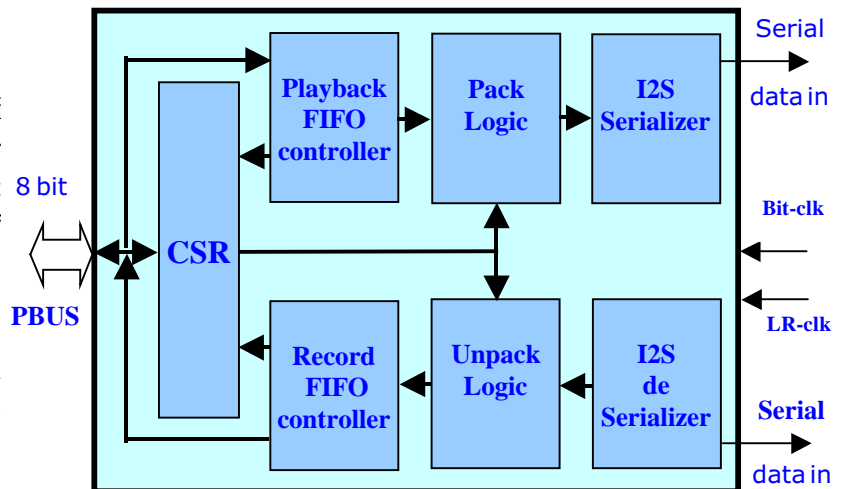 Serial
data in
Playback
FIFO
controller
Pack
Logic
I2S
Serializer
8 bit
CSR
PBUS
Bit-clk
LR-clk
Record
FIFO
controller
Unpack
Logic
I2S
de
Serializer
Serial
data in